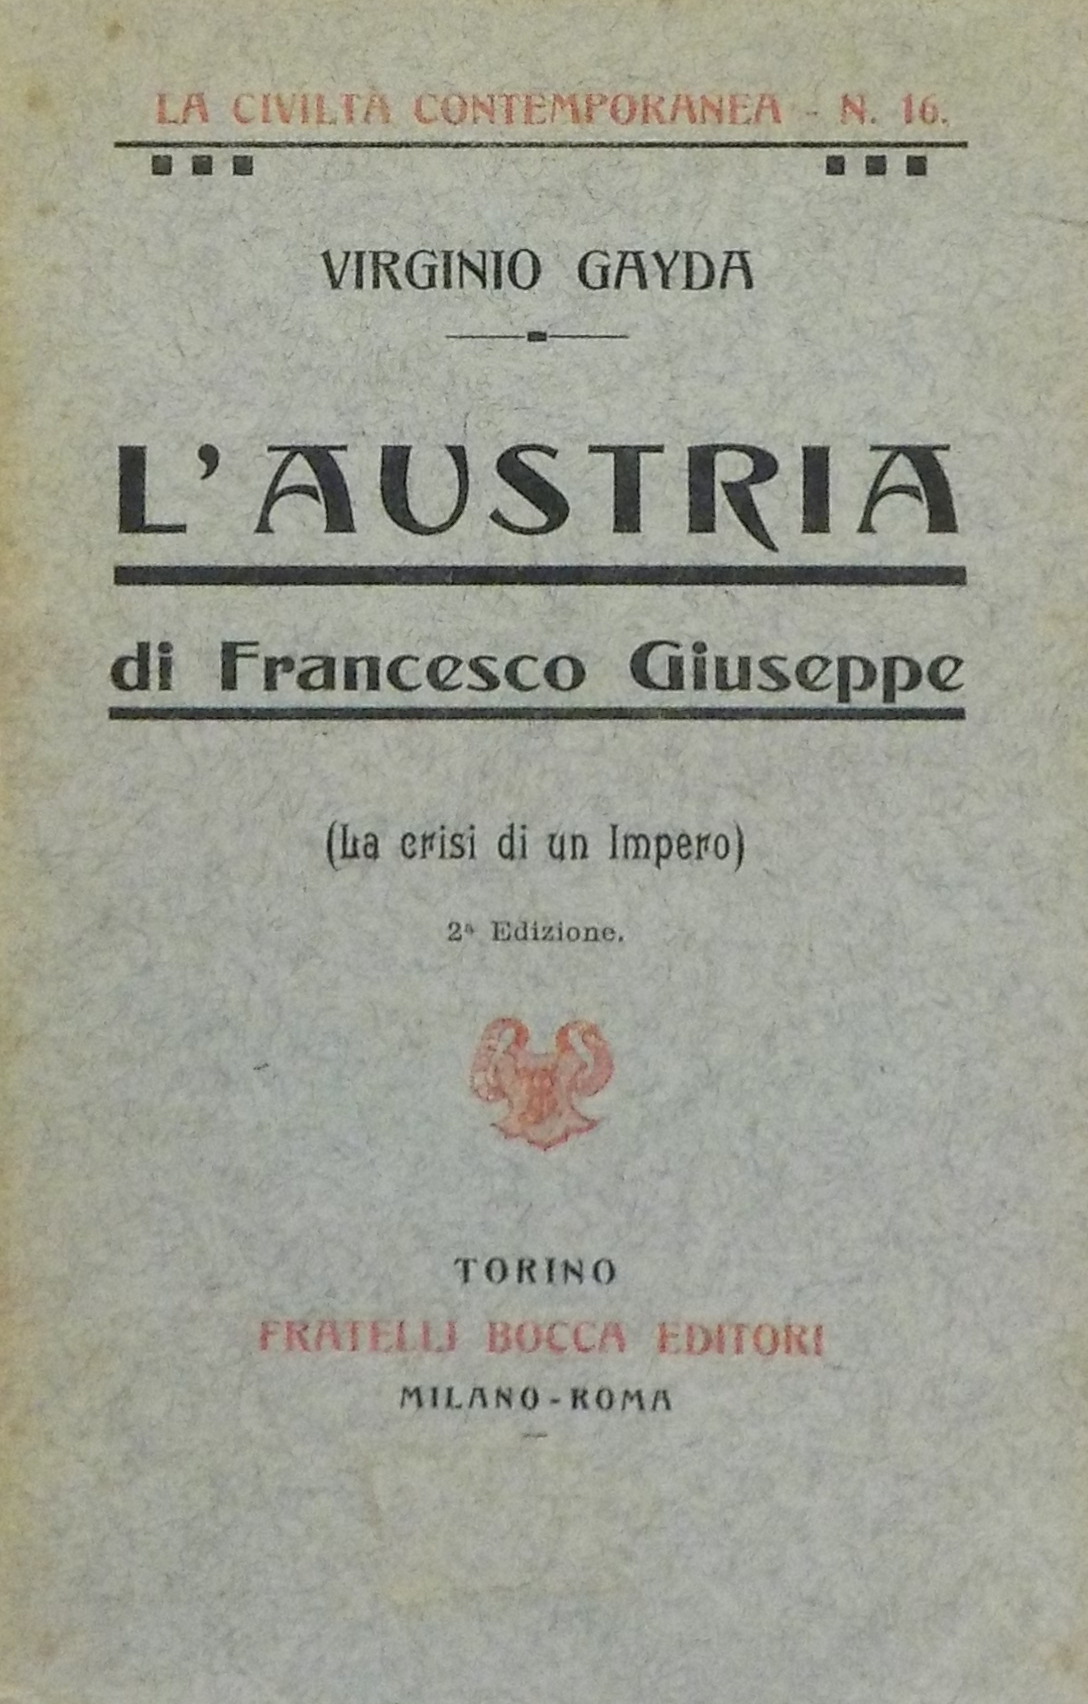 LA CIVILTÀ CONTEMPORANEA - N. 16.
VIRGINIO GAYDA
L'AUSTRIA
di Francesco Giuseppe
(La crisi di un Impero)
2ª Edizione.
TORINO
FRATELLI BOCCA EDITORI
MILANO-ROMA